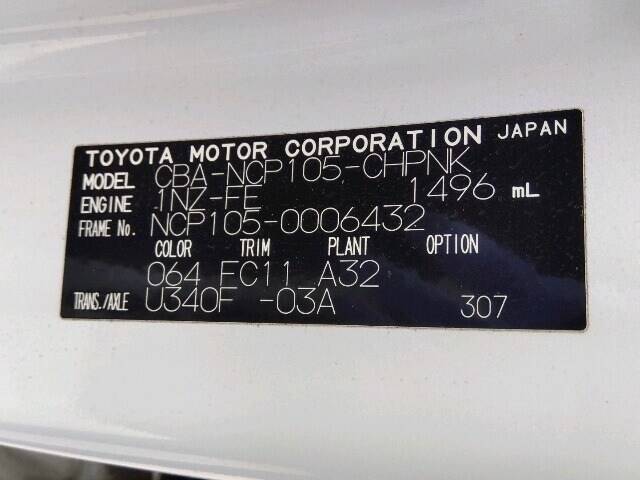 TOYOTA MOTOR CORPORATION JAPAN
MODEL CBA-NCP105-CHPNK
ENGINE 1NZ-FE 1496 mL
FRAME No. NCP105-0006432
COLOR TRIM PLANT OPTION
064 FC11 A32
TRANS./AXLE U340F -03A 307